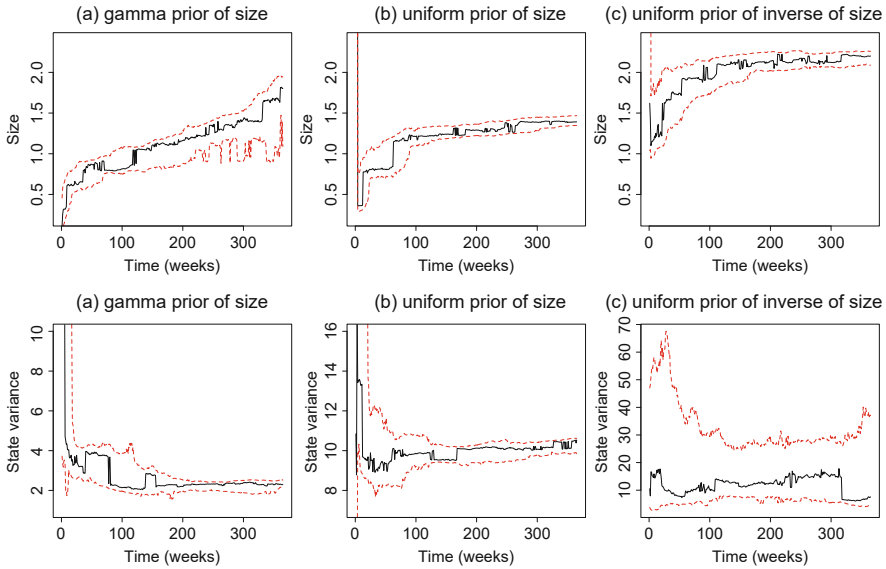 (a) gamma prior of size
(b) uniform prior of size
(c) uniform prior of inverse of size
Size
0.5 1.0 1.5 2.0
0 100 200 300
Time (weeks)
Size
0.5 1.0 1.5 2.0
0 100 200 300
Time (weeks)
Size
0.5 1.0 1.5 2.0
0 100 200 300
Time (weeks)
(a) gamma prior of size
(b) uniform prior of size
(c) uniform prior of inverse of size
State variance
2 4 6 8 10
0 100 200 300
Time (weeks)
State variance
8 10 12 14 16
0 100 200 300
Time (weeks)
State variance
10 20 30 40 50 60 70
0 100 200 300
Time (weeks)